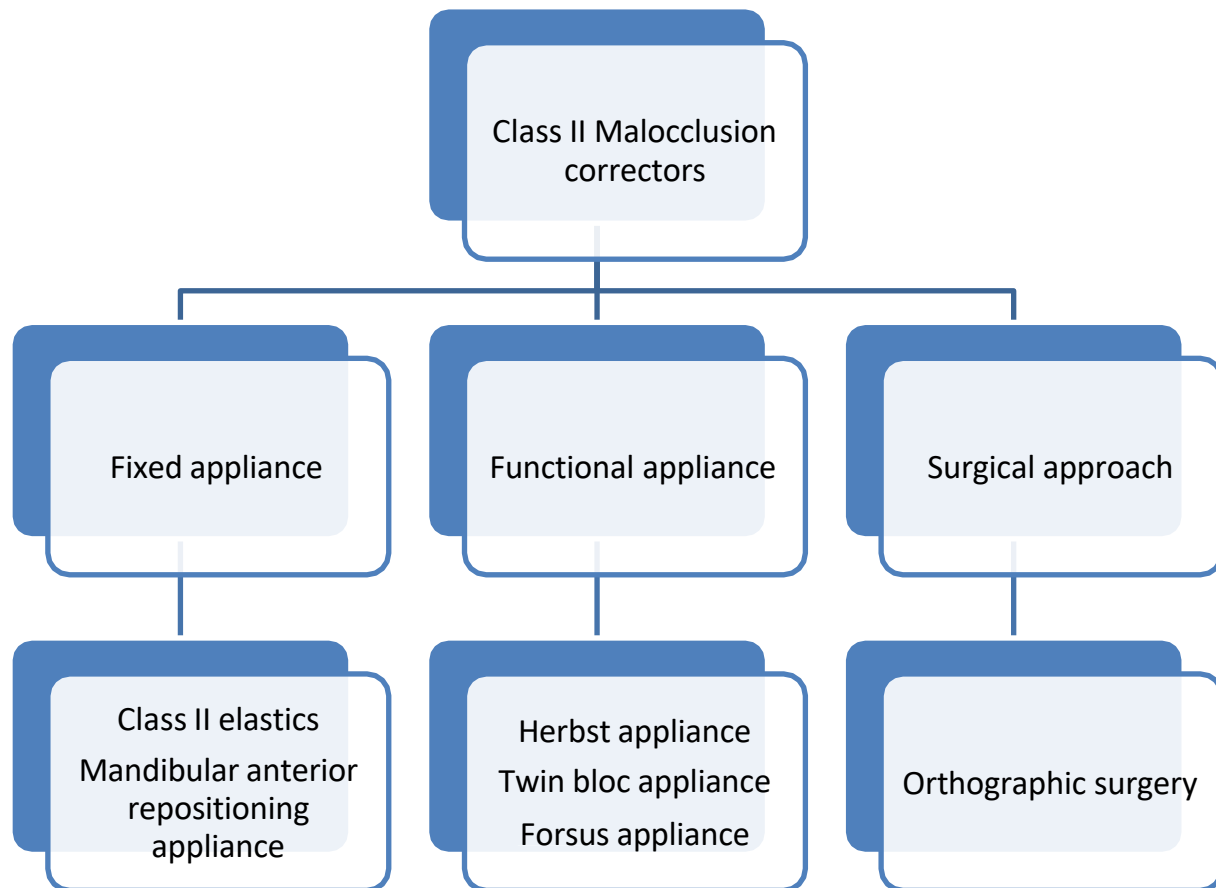 Class II Malocclusion
correctors
Fixed appliance
Functional appliance
Surgical approach
Class II elastics
Mandibular anterior
repositioning
appliance
Herbst appliance
Twin bloc appliance
Forsus appliance
Orthographic surgery